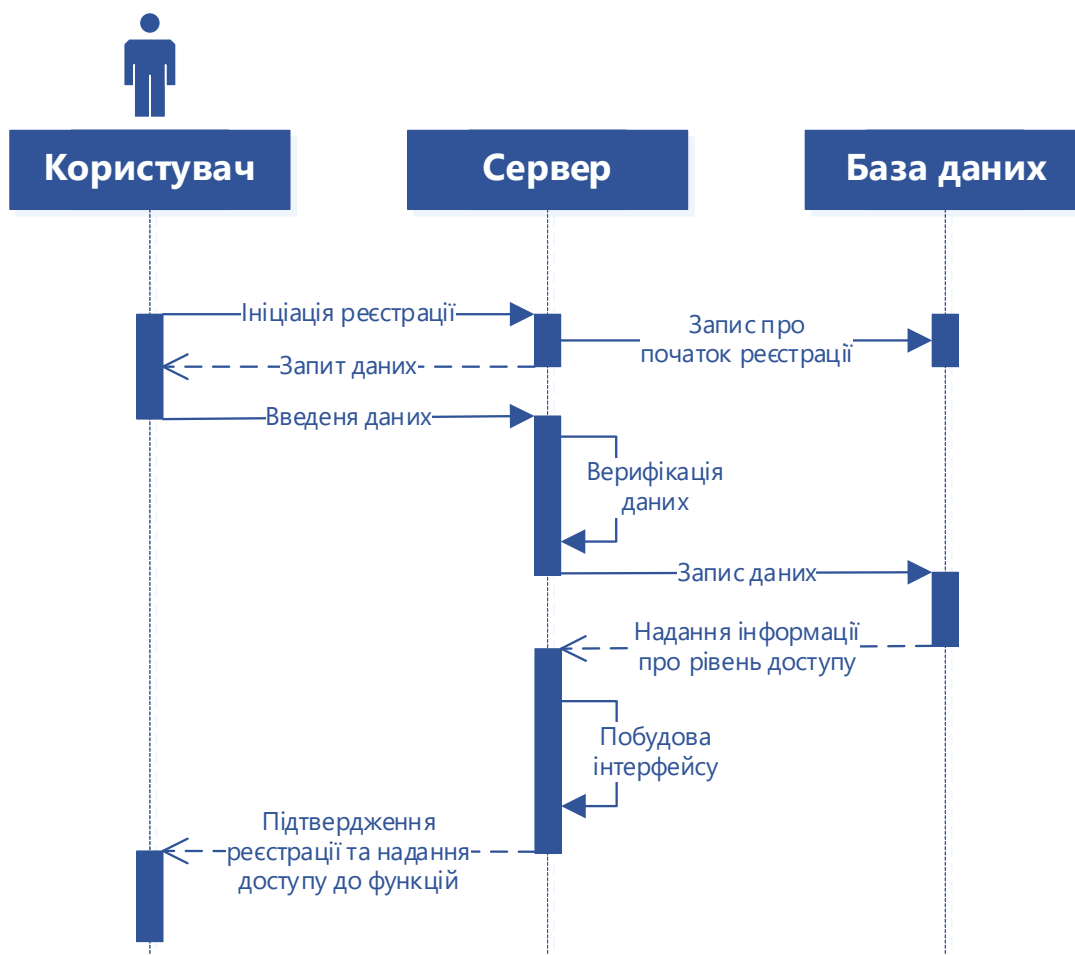 Користувач
Сервер
База даних
Ініціація реєстрації
Запис про
початок реєстрації
Запит даних
Введеня даних
Верифікація
даних
Запис даних
Надання інформації
про рівень доступу
Побудова
інтерфейсу
Підтвердження
реєстрації та надання
доступу до функцій